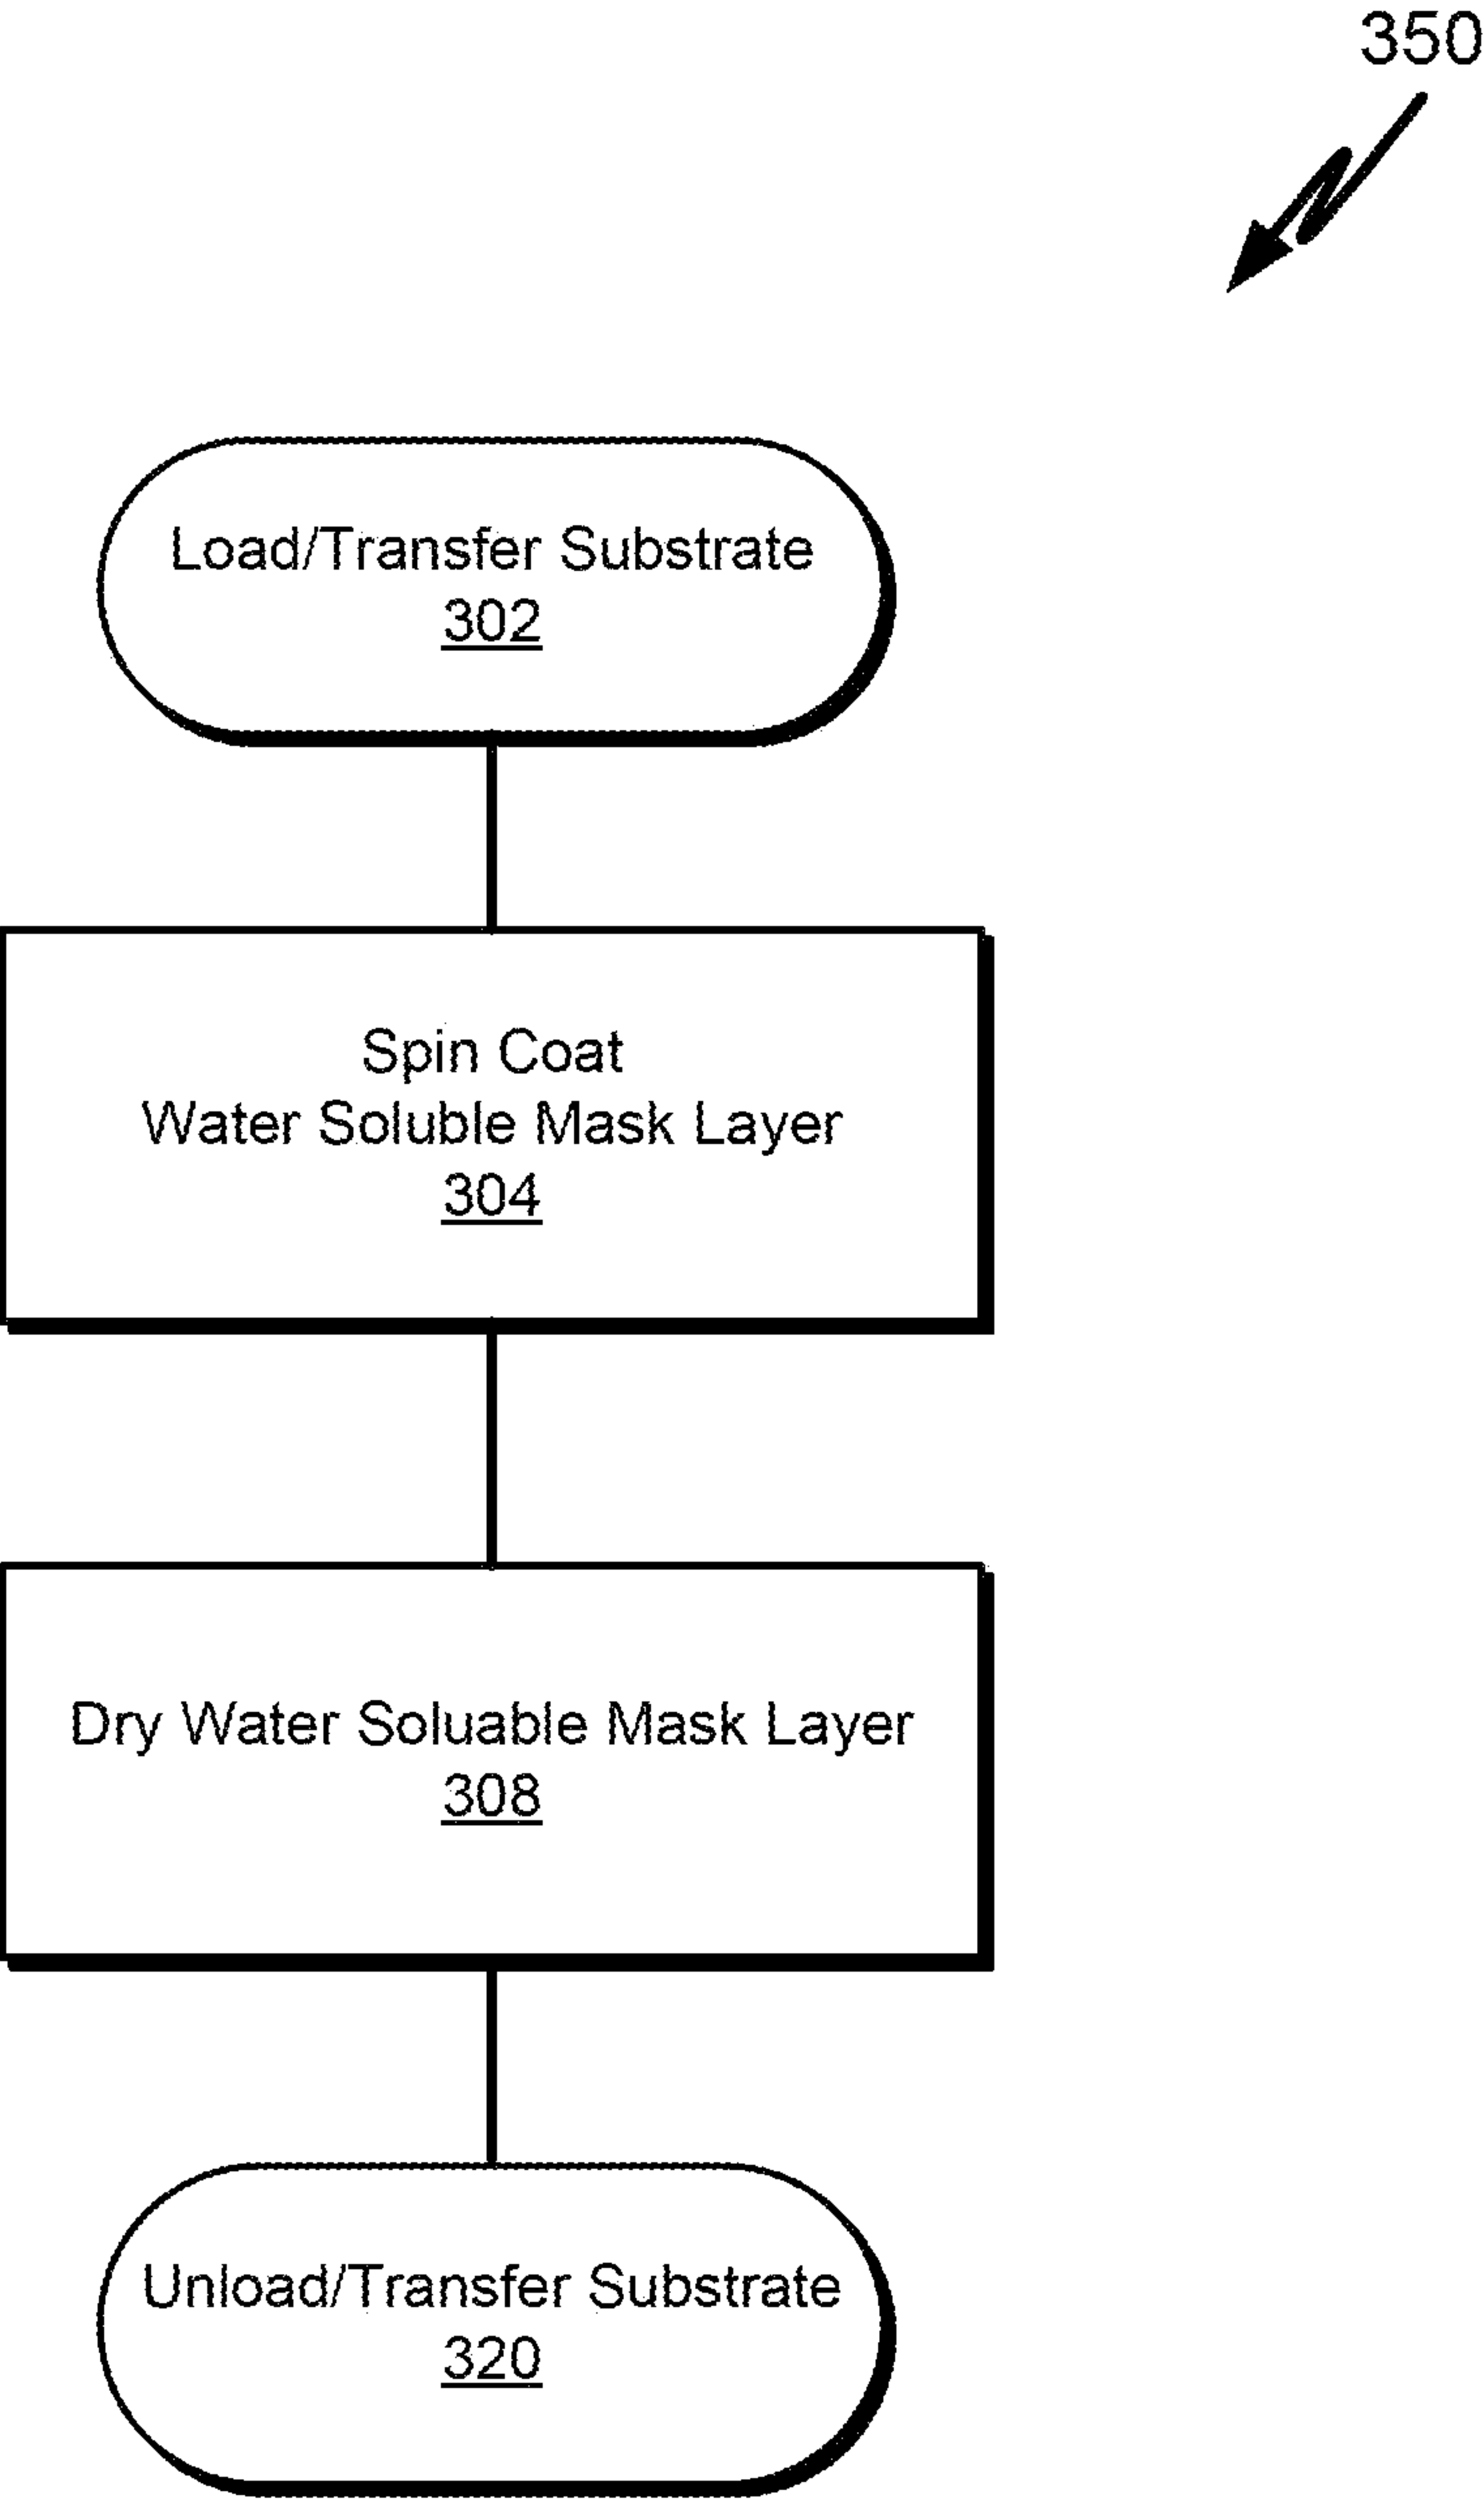 350
Load/Transfer Substrate
302
Spin Coat
Water Soluble Mask Layer
304
Dry Water Soluable Mask Layer
308
Unload/Transfer Substrate
320